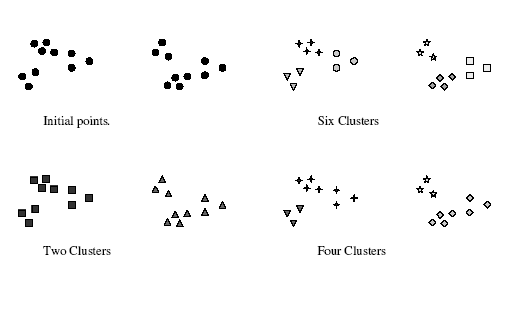 Initial points.
Six Clusters
Two Clusters
Four Clusters